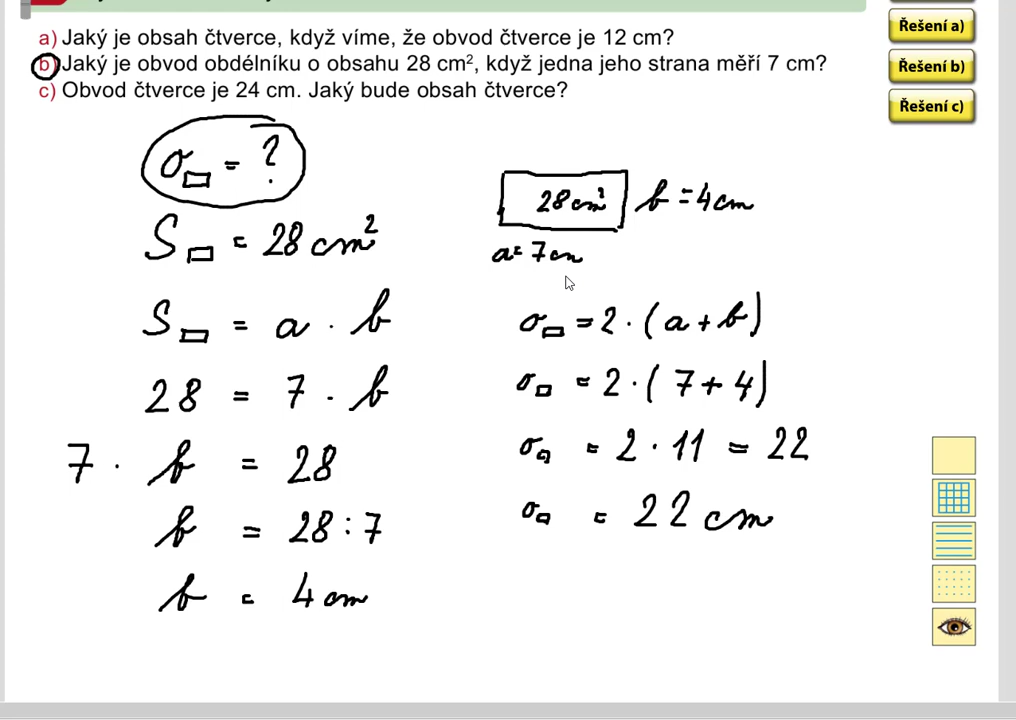 a) Jaký je obsah čtverce, když víme, že obvod čtverce je 12 cm?
b) Jaký je obvod obdélníku o obsahu 28 cm², když jedna jeho strana měří 7 cm?
c) Obvod čtverce je 24 cm. Jaký bude obsah čtverce?
Řešení a)
Řešení b)
Řešení c)
o▭ = ?
S▭ = 28 cm²
S▭ = a · b
28 = 7 · b
7 · b = 28
b = 28 : 7
b = 4 cm
28 cm² b = 4 cm
a = 7 cm
o▭ = 2 · (a + b)
o▭ = 2 · (7 + 4)
o▭ = 2 · 11 = 22
o▭ = 22 cm